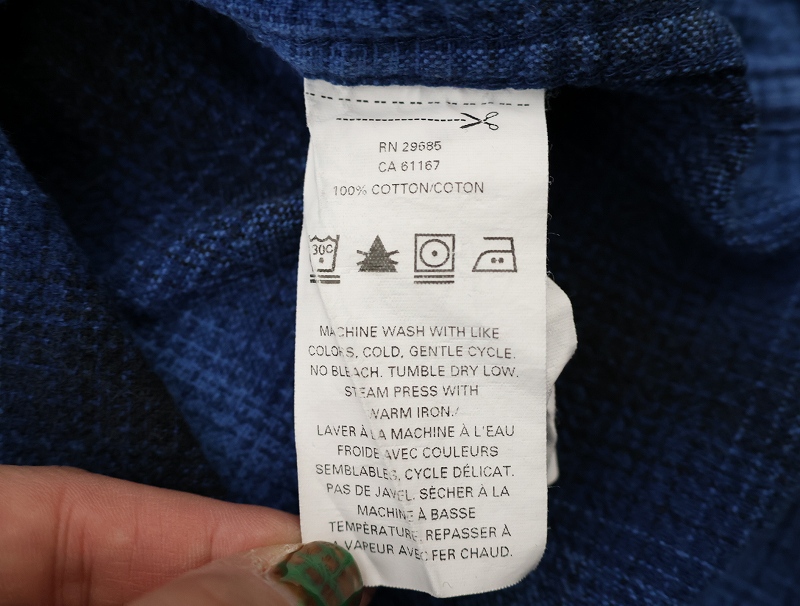 RN 29685
CA 61167
100% COTTON/COTON
30C
MACHINE WASH WITH LIKE
COLORS, COLD, GENTLE CYCLE.
NO BLEACH. TUMBLE DRY LOW.
STEAM PRESS WITH
WARM IRON./
LAVER À LA MACHINE À L'EAU
FROIDE AVEC COULEURS
SEMBLABLES, CYCLE DÉLICAT.
PAS DE JAVEL. SÈCHER À LA
MACHINE À BASSE
TEMPÈRATURE. REPASSER À
LA VAPEUR AVEC FER CHAUD.